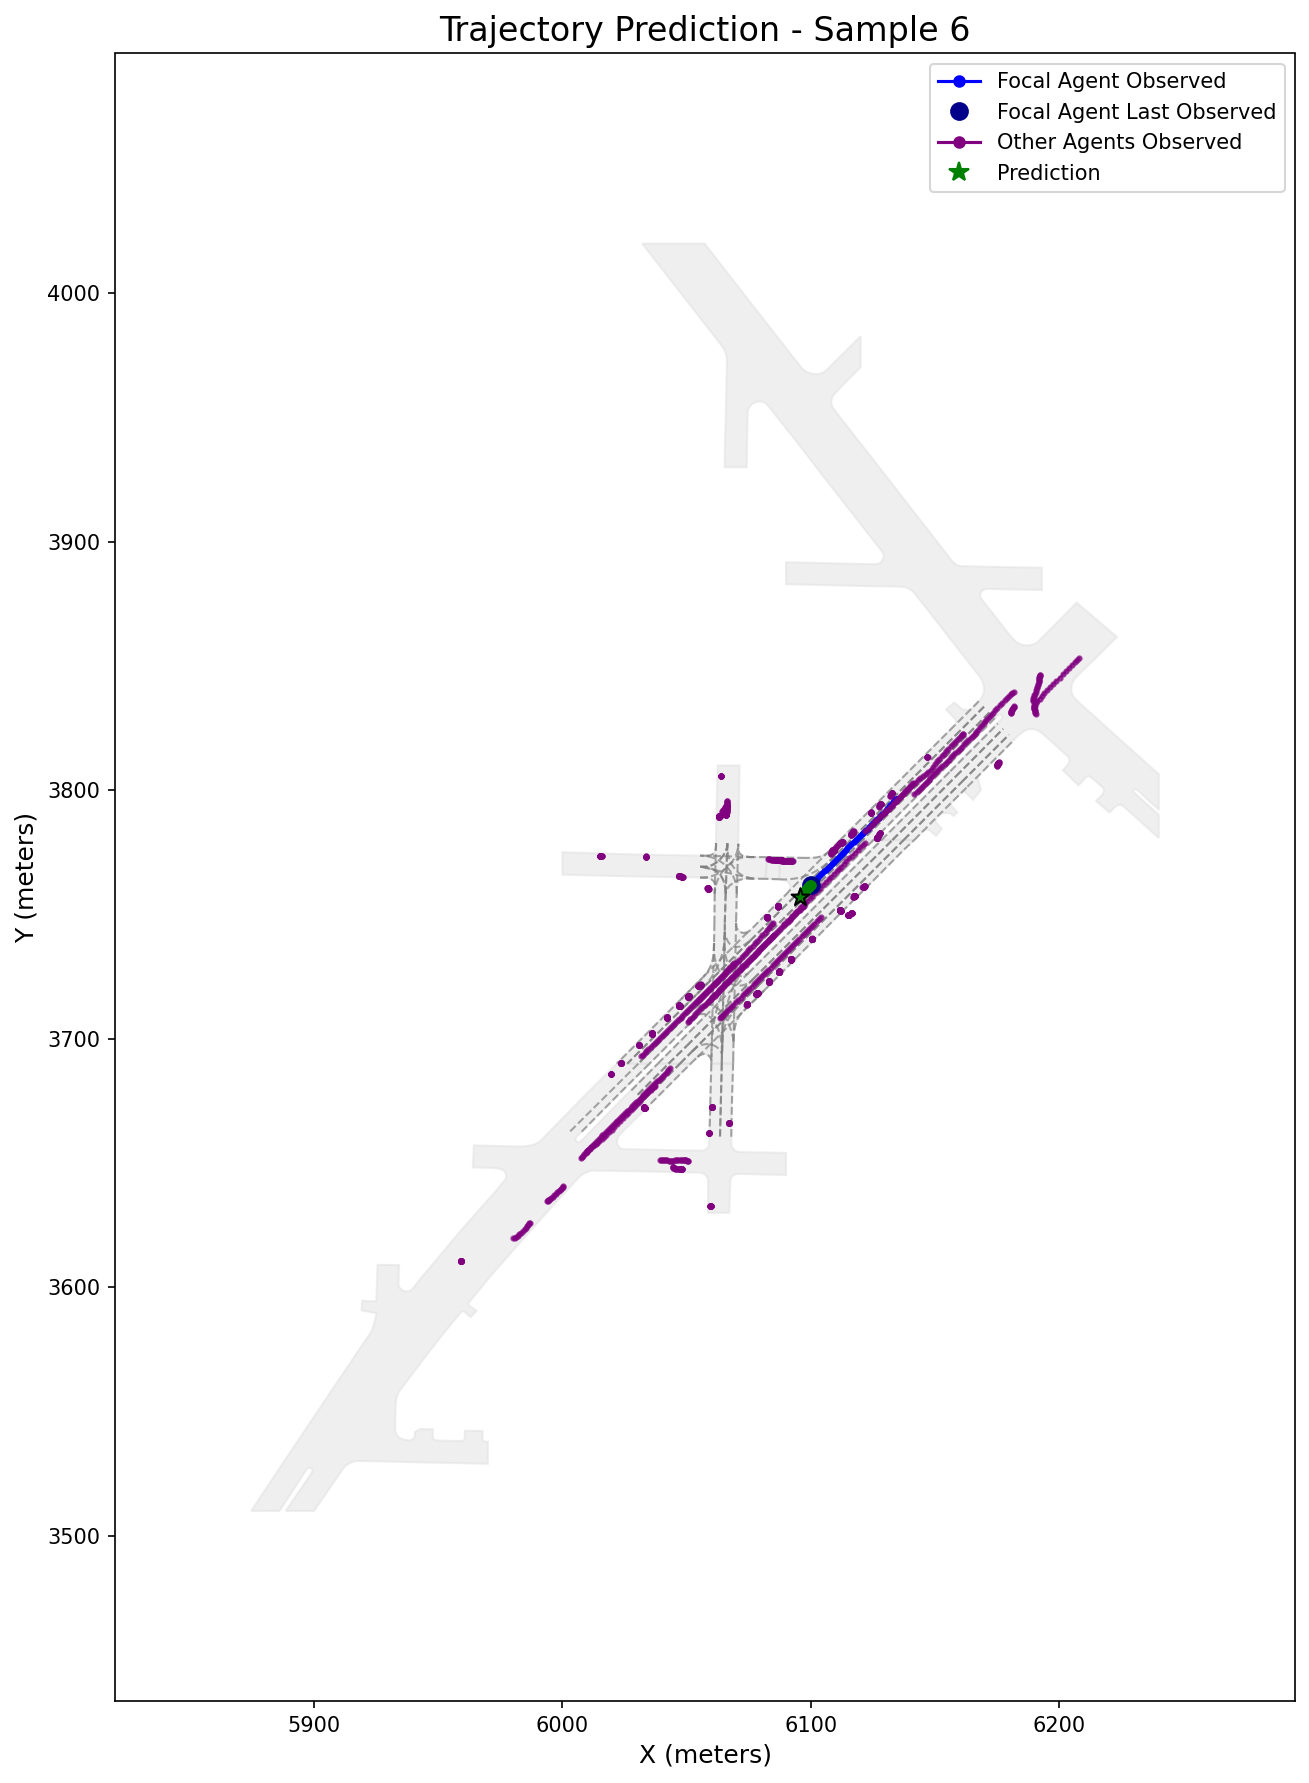 Trajectory Prediction - Sample 6
Focal Agent Observed
Focal Agent Last Observed
Other Agents Observed
Prediction
4000
3900
3800
3700
3600
3500
Y (meters)
5900
6000
6100
6200
X (meters)